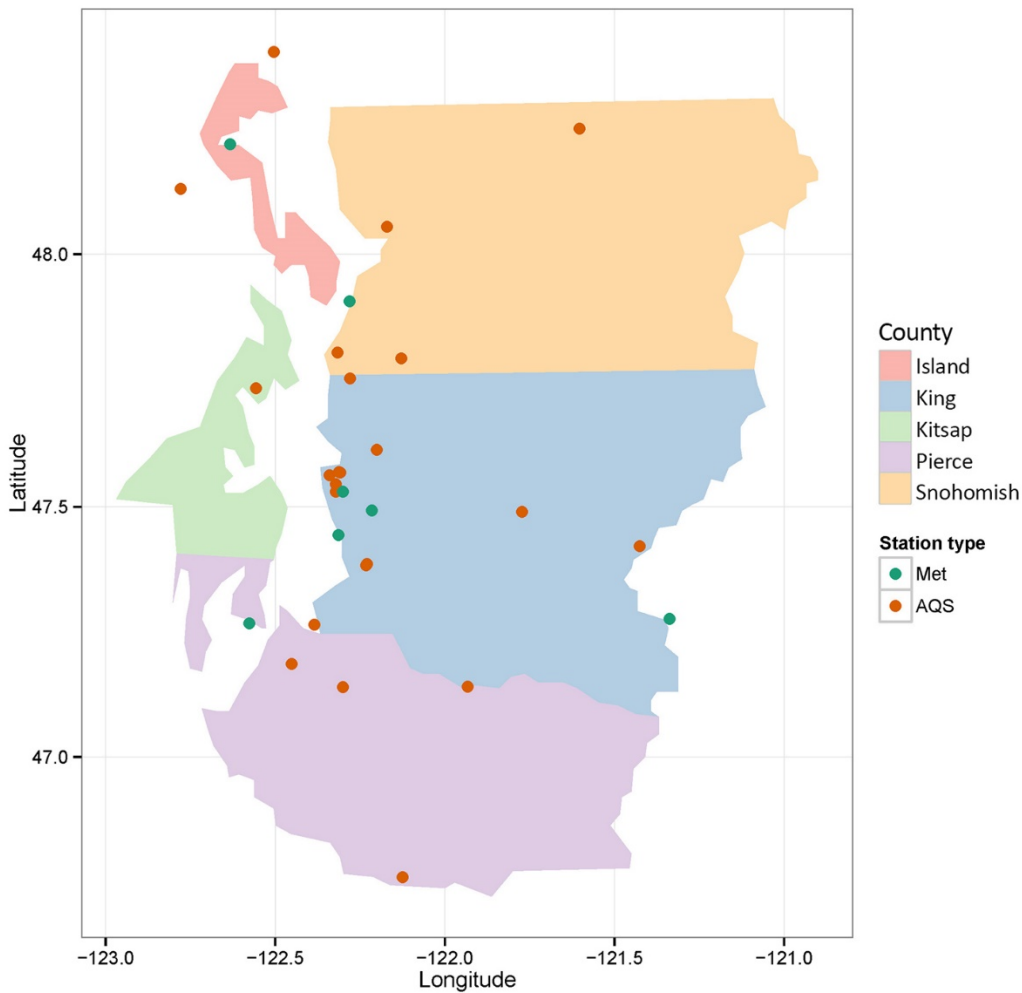 48.0
47.5
47.0
Latitude
−123.0
−122.5
−122.0
−121.5
−121.0
Longitude
County
Island
King
Kitsap
Pierce
Snohomish
Station type
Met
AQS